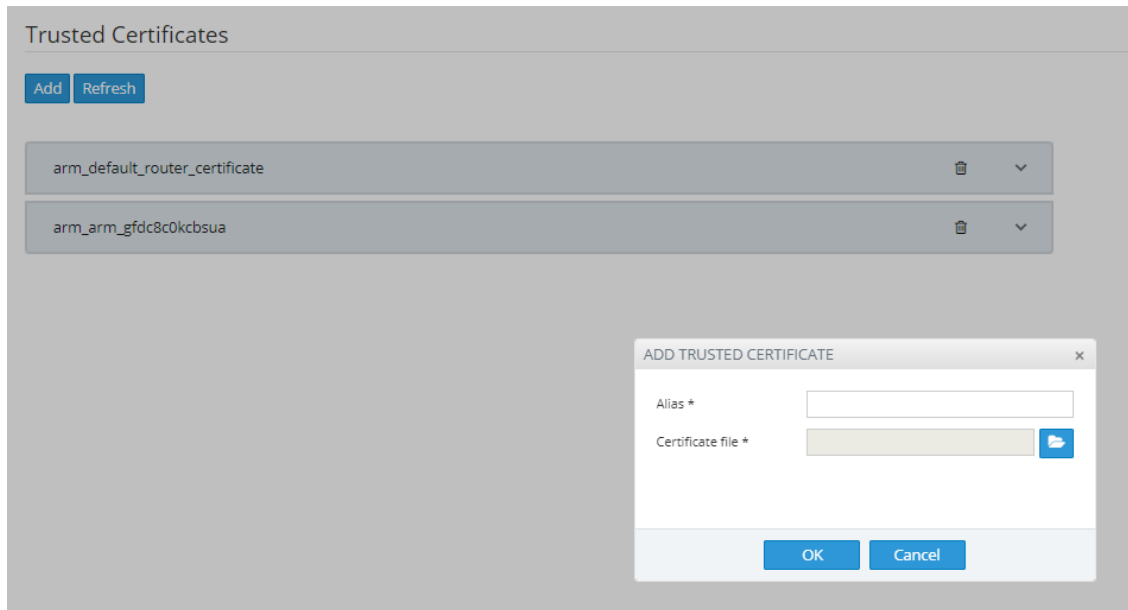 Trusted Certificates
Add Refresh
arm_default_router_certificate
arm_arm_gfdc8c0kcbsua
ADD TRUSTED CERTIFICATE ×
Alias *
Certificate file *
OK Cancel